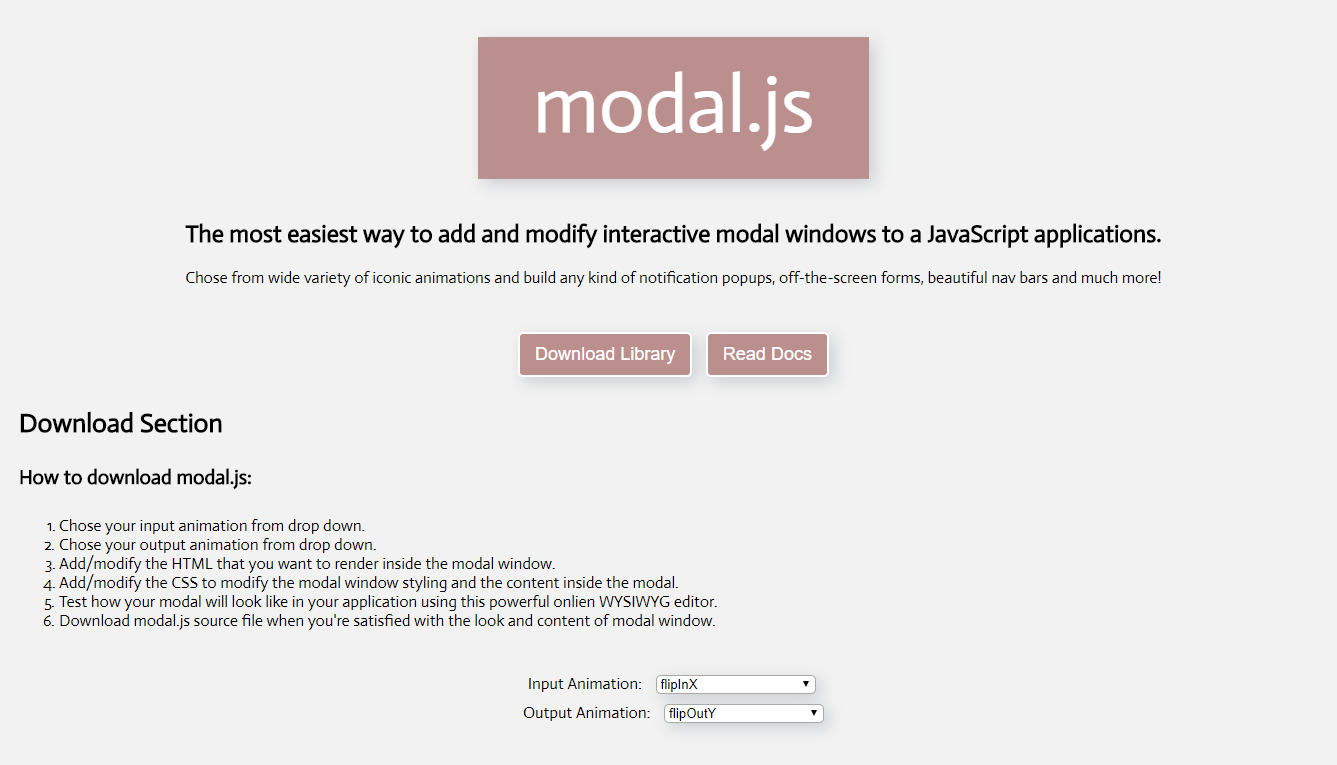 modal.js
The most easiest way to add and modify interactive modal windows to a JavaScript applications.
Chose from wide variety of iconic animations and build any kind of notification popups, off-the-screen forms, beautiful nav bars and much more!
Download Library Read Docs
Download Section
How to download modal.js:
1. Chose your input animation from drop down.
2. Chose your output animation from drop down.
3. Add/modify the HTML that you want to render inside the modal window.
4. Add/modify the CSS to modify the modal window styling and the content inside the modal.
5. Test how your modal will look like in your application using this powerful onlien WYSIWYG editor.
6. Download modal.js source file when you're satisfied with the look and content of modal window.
Input Animation: flipInX
Output Animation: flipOutY